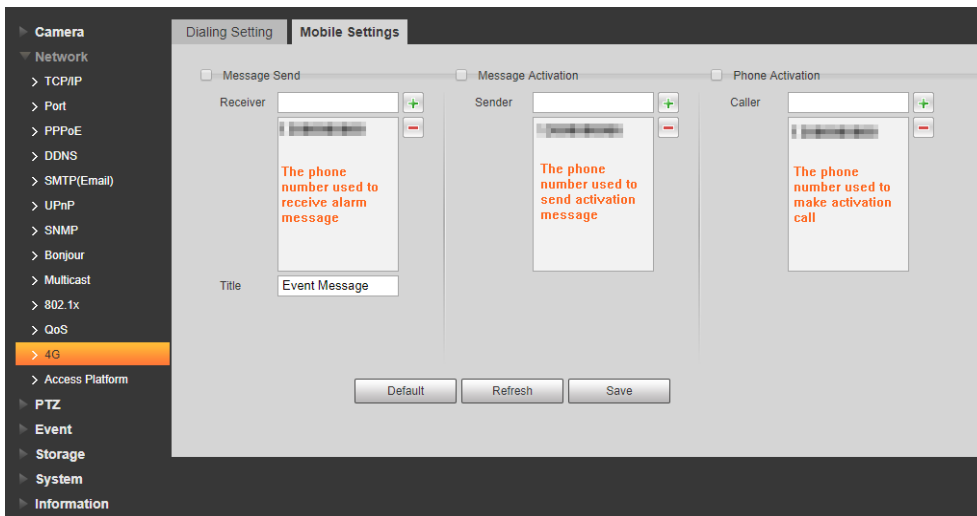 Camera
Network
TCP/IP
Port
PPPoE
DDNS
SMTP(Email)
UPnP
SNMP
Bonjour
Multicast
802.1x
QoS
4G
Access Platform
PTZ
Event
Storage
System
Information
Dialing Setting
Mobile Settings
Message Send
Receiver
The phone
number used to
receive alarm
message
Title
Event Message
Message Activation
Sender
The phone
number used to
send activation
message
Phone Activation
Caller
The phone
number used to
make activation
call
Default
Refresh
Save